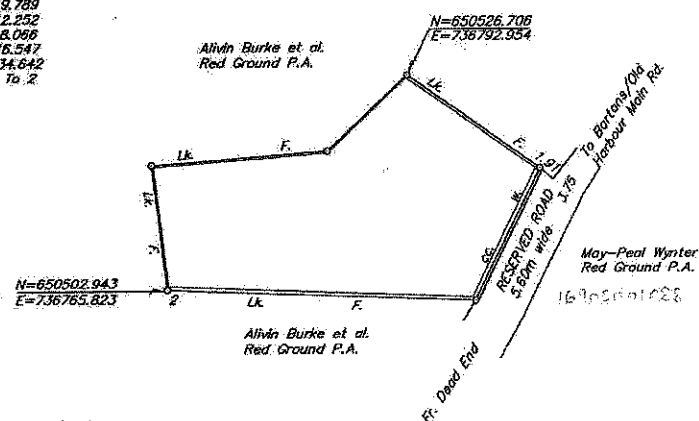 9.789
2.252
8.066
6.547
34.642
To 2
N=650526.706
E=736792.954
Alivin Burke et al.
Red Ground P.A.
Lk.
F.
Lk.
F.
1.91
To Bartons/Old
Harbour Main Rd.
Lk.
F.
W.
GG.
RESERVED ROAD
5.60m wide
3.75
May-Peal Wynter
Red Ground P.A.
N=650502.943
E=736765.823
2
Lk.
F.
Alivin Burke et al.
Red Ground P.A.
Fr. Dead End